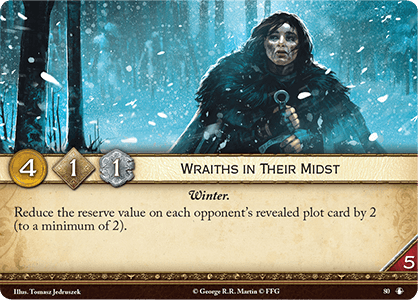 4 1 1 Wraiths in Their Midst
Winter.
Reduce the reserve value on each opponent's revealed plot card by 2
(to a minimum of 2).
5
Illus. Tomasz Jedruszek © George R.R. Martin © FFG 80